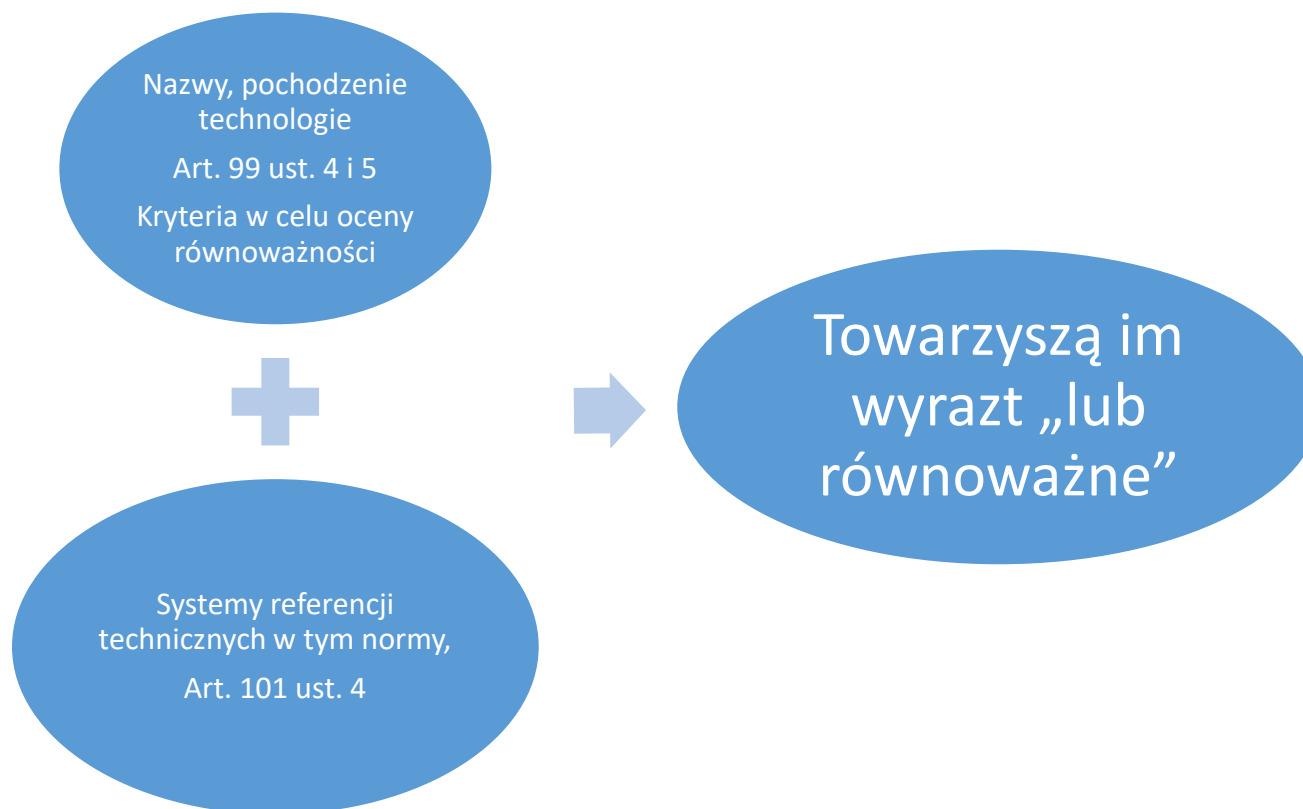 Nazwy, pochodzenie
technologie
Art. 99 ust. 4 i 5
Kryteria w celu oceny
równoważności
Systemy referencji
technicznych w tym normy,
Art. 101 ust. 4
Towarzyszą im
wyrazt „lub
równoważne”